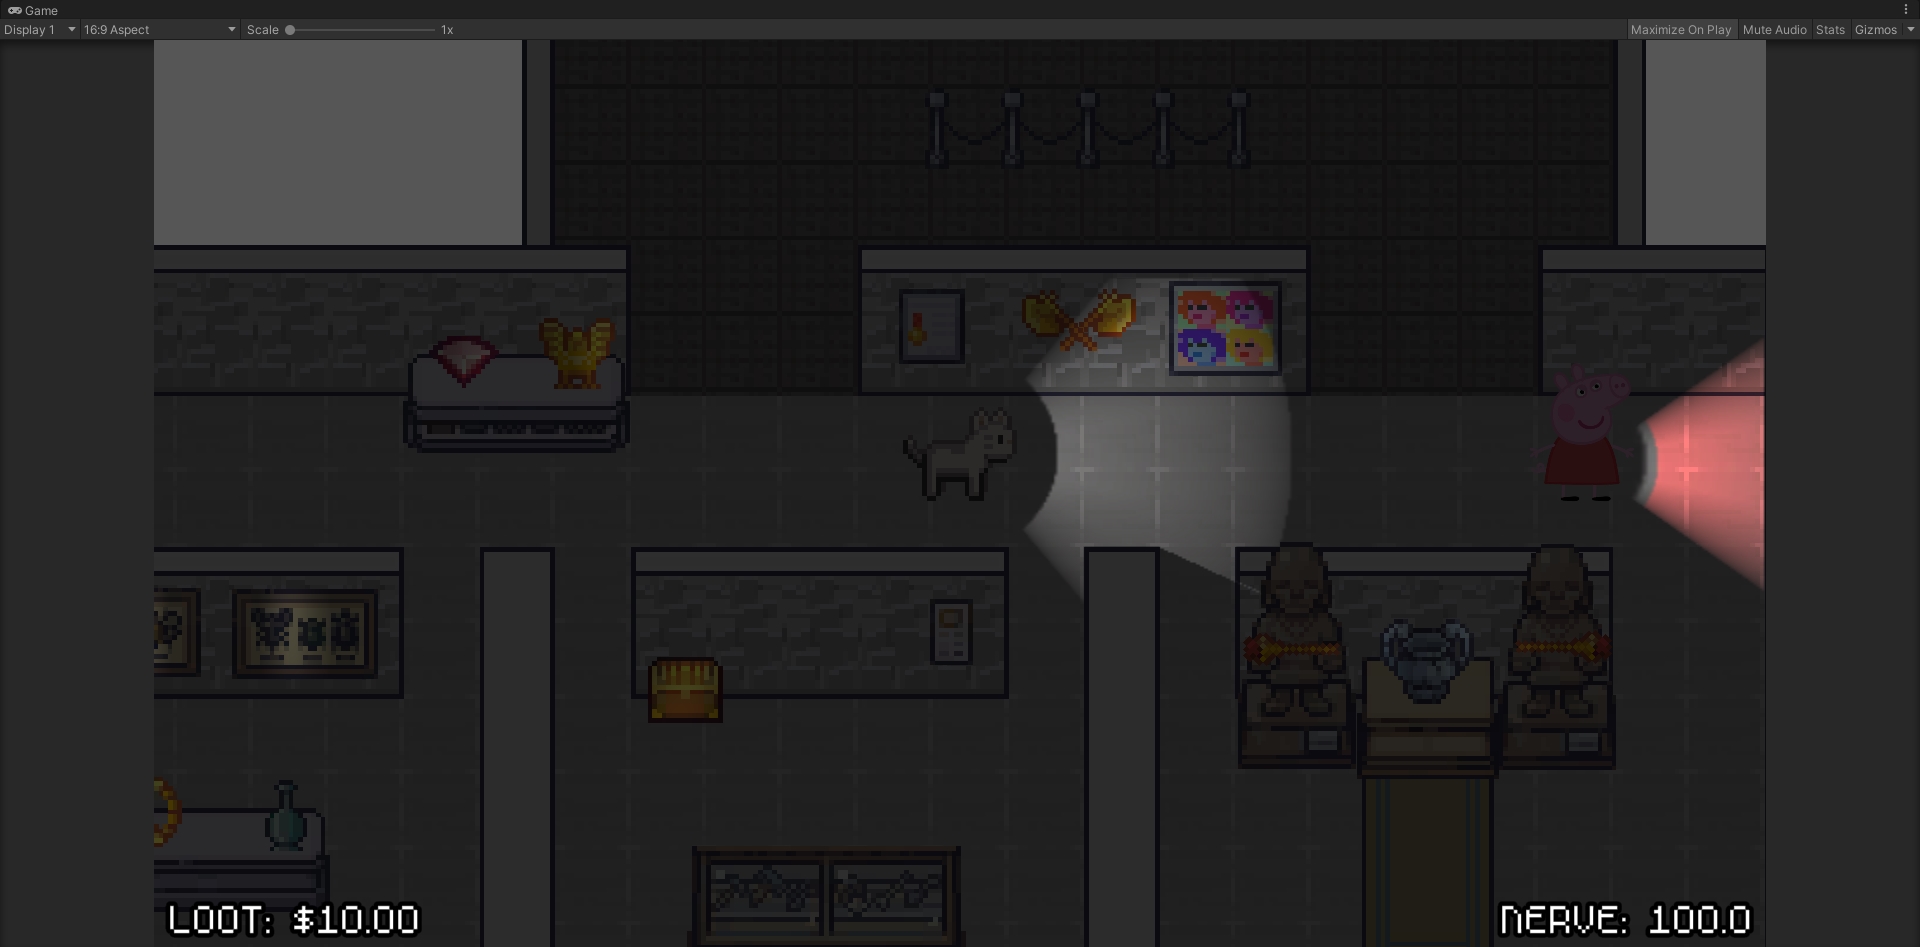 Game
Display 1 16:9 Aspect Scale 1x Maximize On Play Mute Audio Stats Gizmos
LOOT: $10.00 NERVE: 100.0